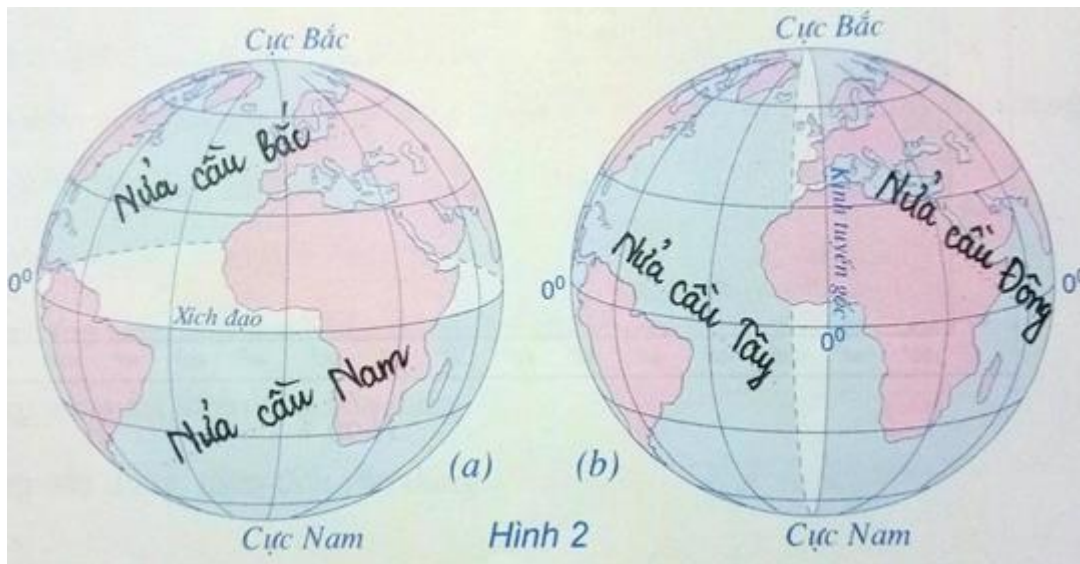 Cực Bắc
Nửa cầu Bắc
0°
Xích đạo
Nửa cầu Nam
(a)
Cực Nam
Cực Bắc
Nửa cầu Đông
Kinh tuyến gốc
Nửa cầu Tây
0°
0°
0°
(b)
Cực Nam
Hình 2